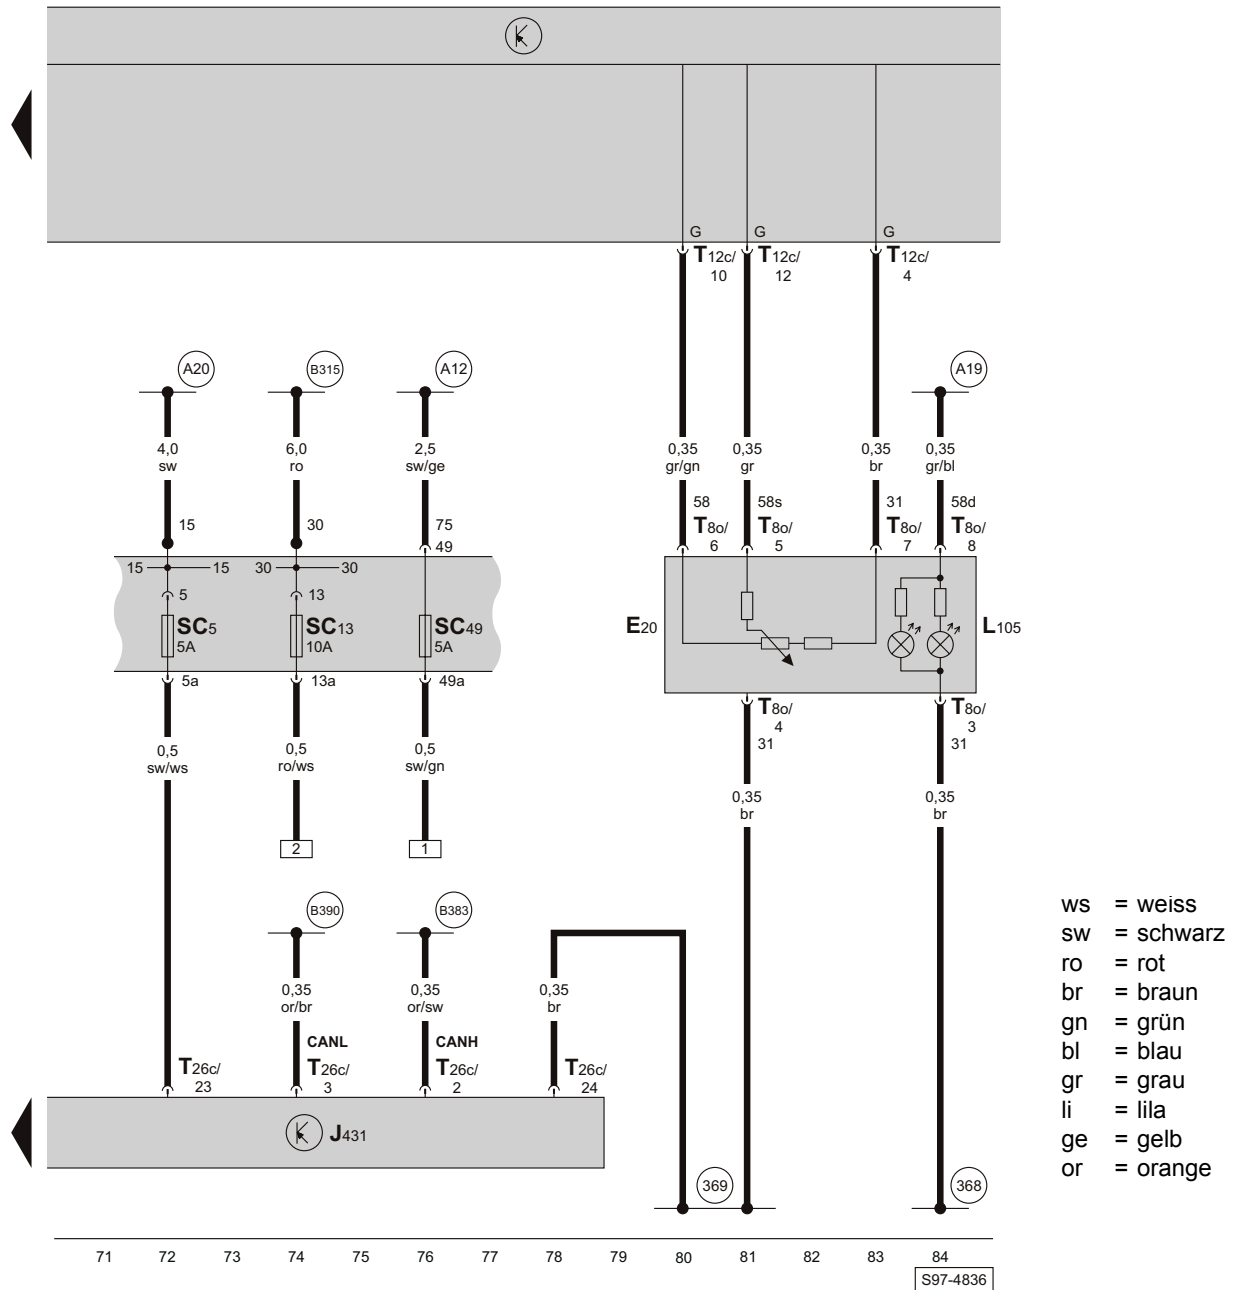 G G G
T12c/ T12c/ T12c/
10 12 4
A20 B315 A12 A19
4,0 6,0 2,5 0,35 0,35 0,35 0,35
sw ro sw/ge gr/gn gr br gr/bl
15 30 75 58 58s 31 58d
49 T8o/ T8o/ T8o/ T8o/
6 5 7 8
15 15 30 30
5 13
SC5 SC13 SC49 E20 L105
5A 10A 5A
5a 13a 49a T8o/ T8o/
4 3
31 31
0,5 0,5 0,5
sw/ws ro/ws sw/gn
0,35 0,35
br br
2 1
B390 B383
0,35 0,35 0,35
or/br or/sw br
CANL CANH
T26c/ T26c/ T26c/ T26c/
23 3 2 24
J431
369 368
71 72 73 74 75 76 77 78 79 80 81 82 83 84
S97-4836
ws = weiss
sw = schwarz
ro = rot
br = braun
gn = grün
bl = blau
gr = grau
li = lila
ge = gelb
or = orange